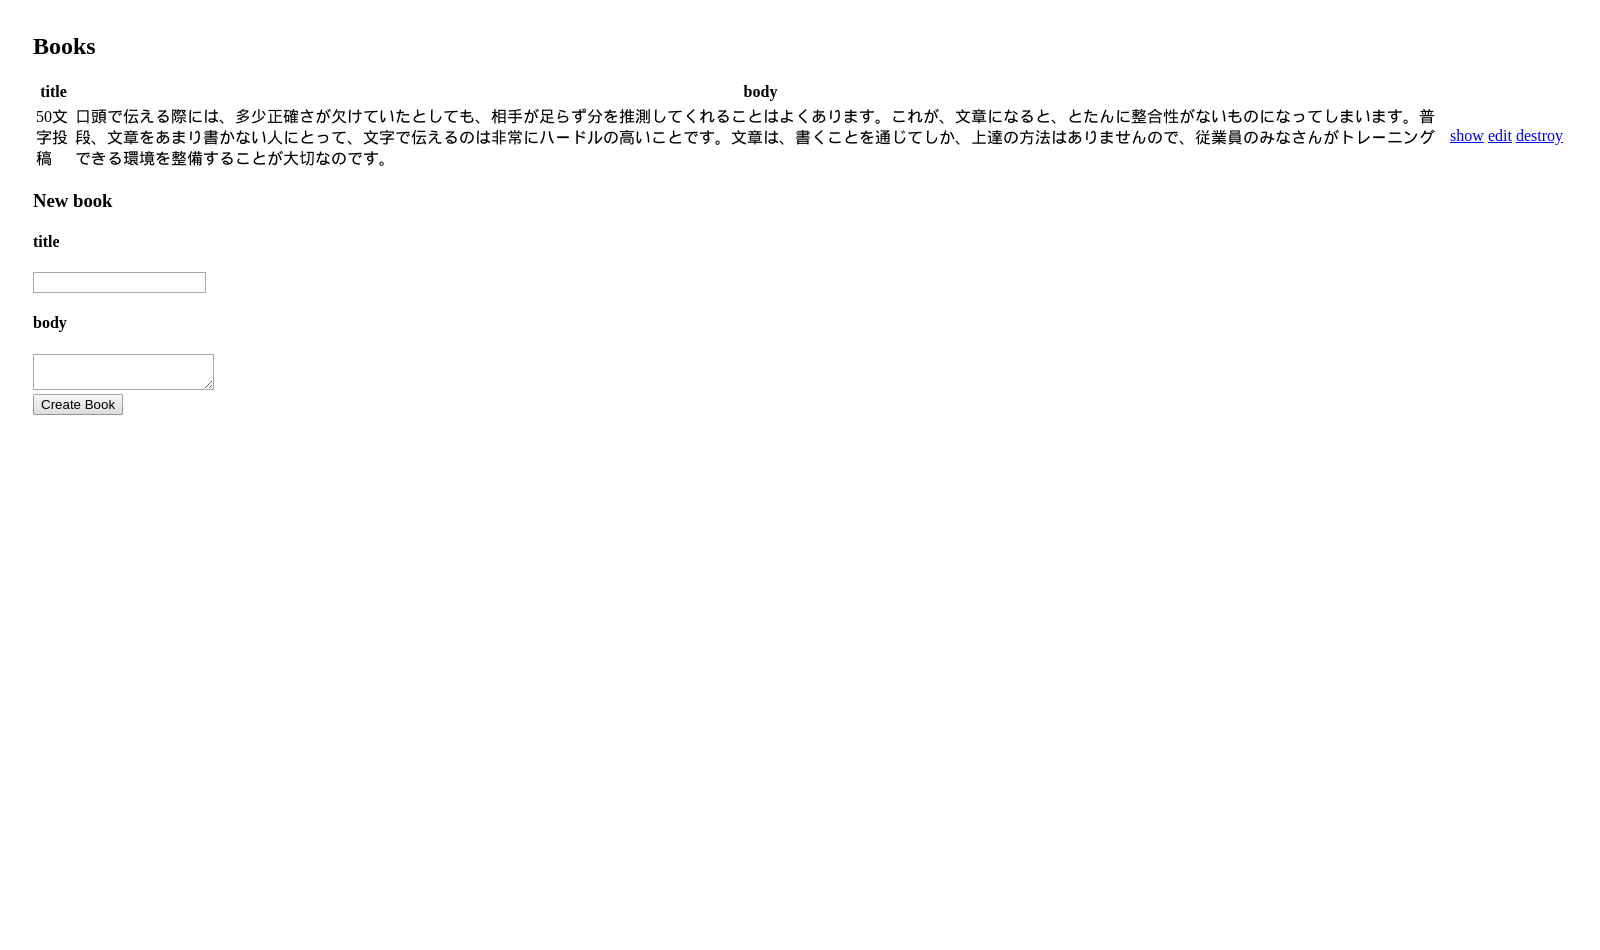 Books
title body
50文字投稿 口頭で伝える際には、多少正確さが欠けていたとしても、相手が足らず分を推測してくれることはよくあります。これが、文章になると、とたんに整合性がないものになってしまいます。普
段、文章をあまり書かない人にとって、文字で伝えるのは非常にハードルの高いことです。文章は、書くことを通じてしか、上達の方法はありませんので、従業員のみなさんがトレーニング
できる環境を整備することが大切なのです。
show edit destroy
New book
title
body
Create Book